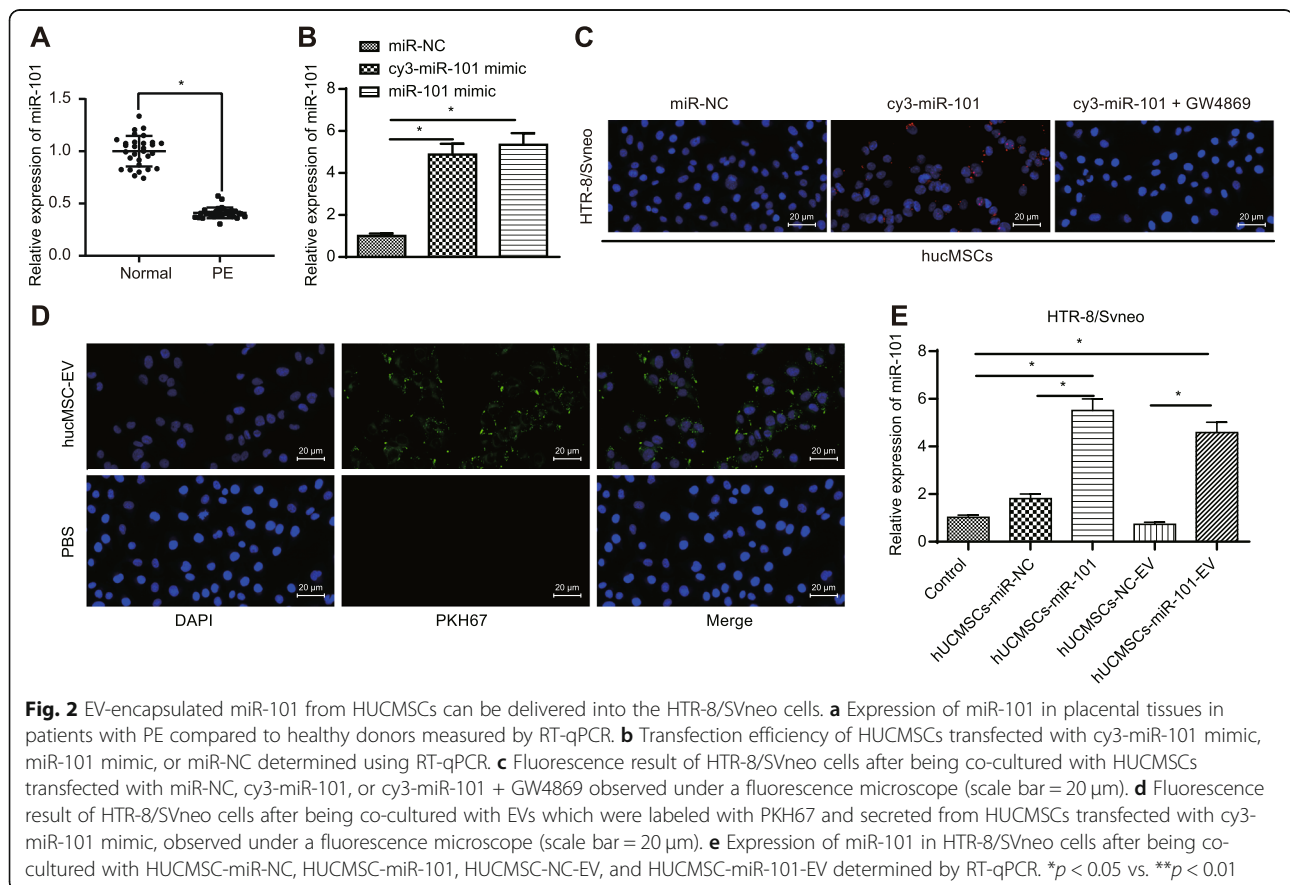 A
*
Relative expression of miR-101
1.5
1.0
0.5
0.0
Normal
PE
B
miR-NC
cy3-miR-101 mimic
miR-101 mimic
Relative expression of miR-101
8
6
4
2
0
*
*
C
miR-NC
cy3-miR-101
cy3-miR-101 + GW4869
HTR-8/Svneo
20 µm
20 µm
20 µm
hucMSCs
D
hucMSC-EV
20 µm
20 µm
20 µm
PBS
20 µm
20 µm
20 µm
DAPI
PKH67
Merge
E
HTR-8/Svneo
Relative expression of miR-101
8
6
4
2
0
*
*
*
*
Control
hUCMSCs-miR-NC
hUCMSCs-miR-101
hUCMSCs-NC-EV
hUCMSCs-miR-101-EV
Fig. 2 EV-encapsulated miR-101 from HUCMSCs can be delivered into the HTR-8/SVneo cells. a Expression of miR-101 in placental tissues in
patients with PE compared to healthy donors measured by RT-qPCR. b Transfection efficiency of HUCMSCs transfected with cy3-miR-101 mimic,
miR-101 mimic, or miR-NC determined using RT-qPCR. c Fluorescence result of HTR-8/SVneo cells after being co-cultured with HUCMSCs
transfected with miR-NC, cy3-miR-101, or cy3-miR-101 + GW4869 observed under a fluorescence microscope (scale bar = 20 µm). d Fluorescence
result of HTR-8/SVneo cells after being co-cultured with EVs which were labeled with PKH67 and secreted from HUCMSCs transfected with cy3-
miR-101 mimic, observed under a fluorescence microscope (scale bar = 20 µm). e Expression of miR-101 in HTR-8/SVneo cells after being co-
cultured with HUCMSC-miR-NC, HUCMSC-miR-101, HUCMSC-NC-EV, and HUCMSC-miR-101-EV determined by RT-qPCR. *p < 0.05 vs. **p < 0.01